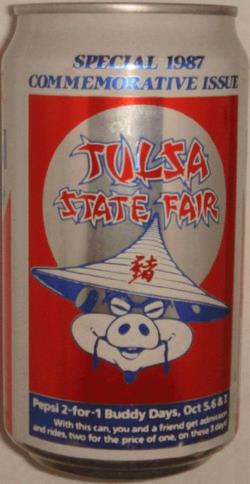 SPECIAL 1987
COMMEMORATIVE ISSUE
TULSA
STATE FAIR
豬
Pepsi 2-for-1 Buddy Days, Oct 5, 6 & 7
With this can, you and a friend get admission
and rides, two for the price of one, on these 3 days!